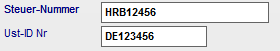 Steuer-Nummer HRB12456
Ust-ID Nr DE123456